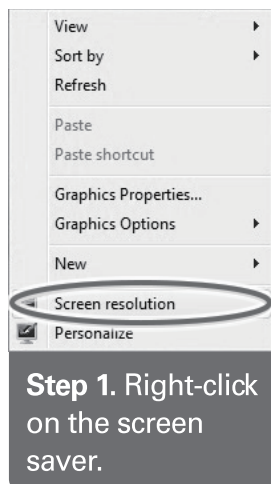 View
Sort by
Refresh
Paste
Paste shortcut
Graphics Properties...
Graphics Options
New
Screen resolution
Personalize
Step 1. Right-click
on the screen
saver.